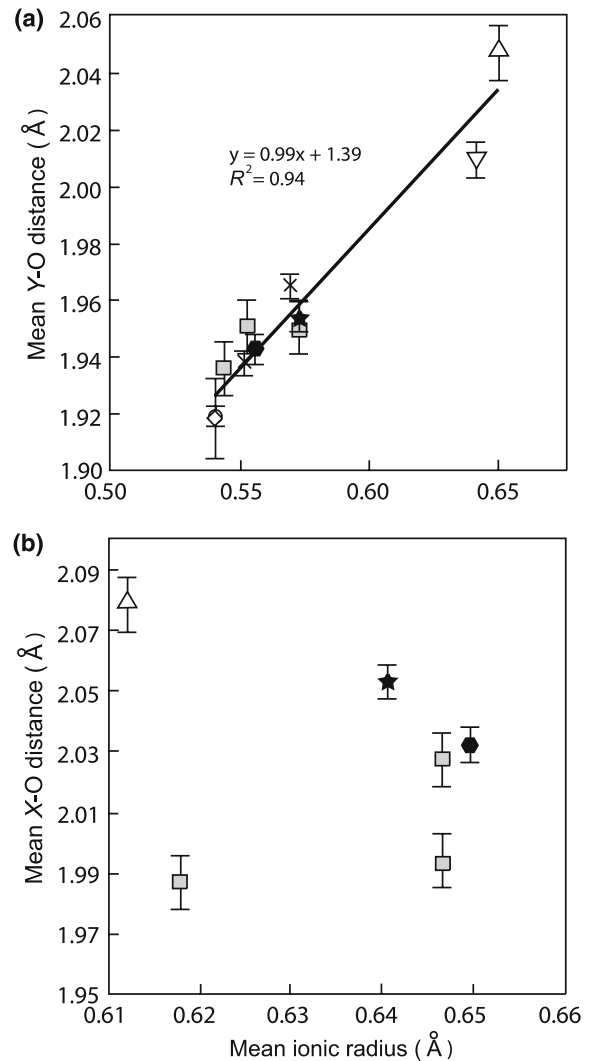 (a)
2.06
2.04
2.02
2.00
1.98
1.96
1.94
1.92
1.90
Mean Y-O distance ( Å)
y = 0.99x + 1.39
R² = 0.94
0.50 0.55 0.60 0.65
(b)
2.09
2.07
2.05
2.03
2.01
1.99
1.97
1.95
Mean X-O distance ( Å)
0.61 0.62 0.63 0.64 0.65 0.66
Mean ionic radius ( Å)